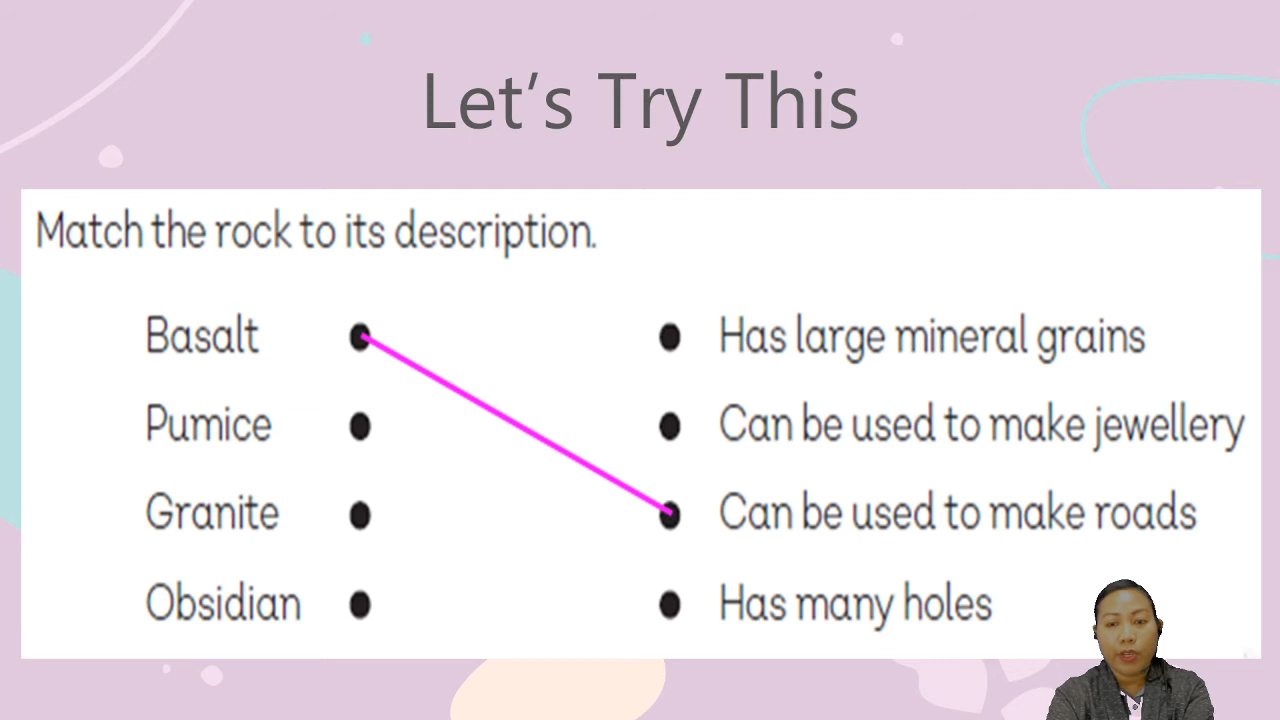 Let's Try This
Match the rock to its description.
Basalt Has large mineral grains
Pumice Can be used to make jewellery
Granite Can be used to make roads
Obsidian Has many holes